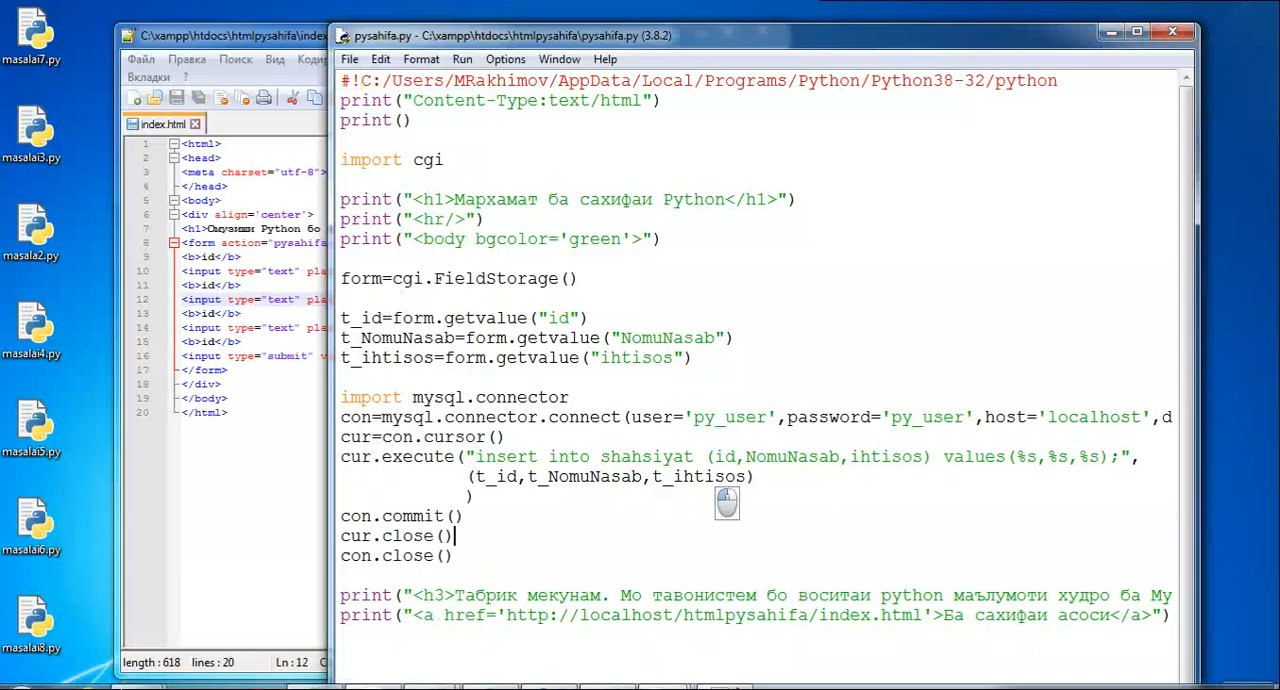 masalai7.py
masalai3.py
masalai2.py
masalai4.py
masalai5.py
masalai6.py
masalai8.py
C:\xampp\htdocs\htmlpysahifa\index
Файл Правка Поиск Вид Кодир
Вкладки ?
index.html
1 <html>
2 <head>
3 <meta charset="utf-8">
4 </head>
5 <body>
6 <div align='center'>
7 <h1>Омузиши Python бо
8 <form action="pysahifa
9 <b>id</b>
10 <input type="text" pla
11 <b>id</b>
12 <input type="text" pla
13 <b>id</b>
14 <input type="text" pla
15 <b>id</b>
16 <input type="submit" v
17 </form>
18 </div>
19 </body>
20 </html>
length : 618 lines : 20 Ln : 12 C
pysahifa.py - C:\xampp\htdocs\htmlpysahifa\pysahifa.py (3.8.2)
File Edit Format Run Options Window Help
#!C:/Users/MRakhimov/AppData/Local/Programs/Python/Python38-32/python
print("Content-Type:text/html")
print()
import cgi
print("<h1>Мархамат ба сахифаи Python</h1>")
print("<hr/>")
print("<body bgcolor='green'>")
form=cgi.FieldStorage()
t_id=form.getvalue("id")
t_NomuNasab=form.getvalue("NomuNasab")
t_ihtisos=form.getvalue("ihtisos")
import mysql.connector
con=mysql.connector.connect(user='py_user',password='py_user',host='localhost',d
cur=con.cursor()
cur.execute("insert into shahsiyat (id,NomuNasab,ihtisos) values(%s,%s,%s);",
(t_id,t_NomuNasab,t_ihtisos)
)
con.commit()
cur.close()
con.close()
print("<h3>Табрик мекунам. Мо тавонистем бо воситаи python маълумоти худро ба My
print("<a href='http://localhost/htmlpysahifa/index.html'>Ба сахифаи асоси</a>")